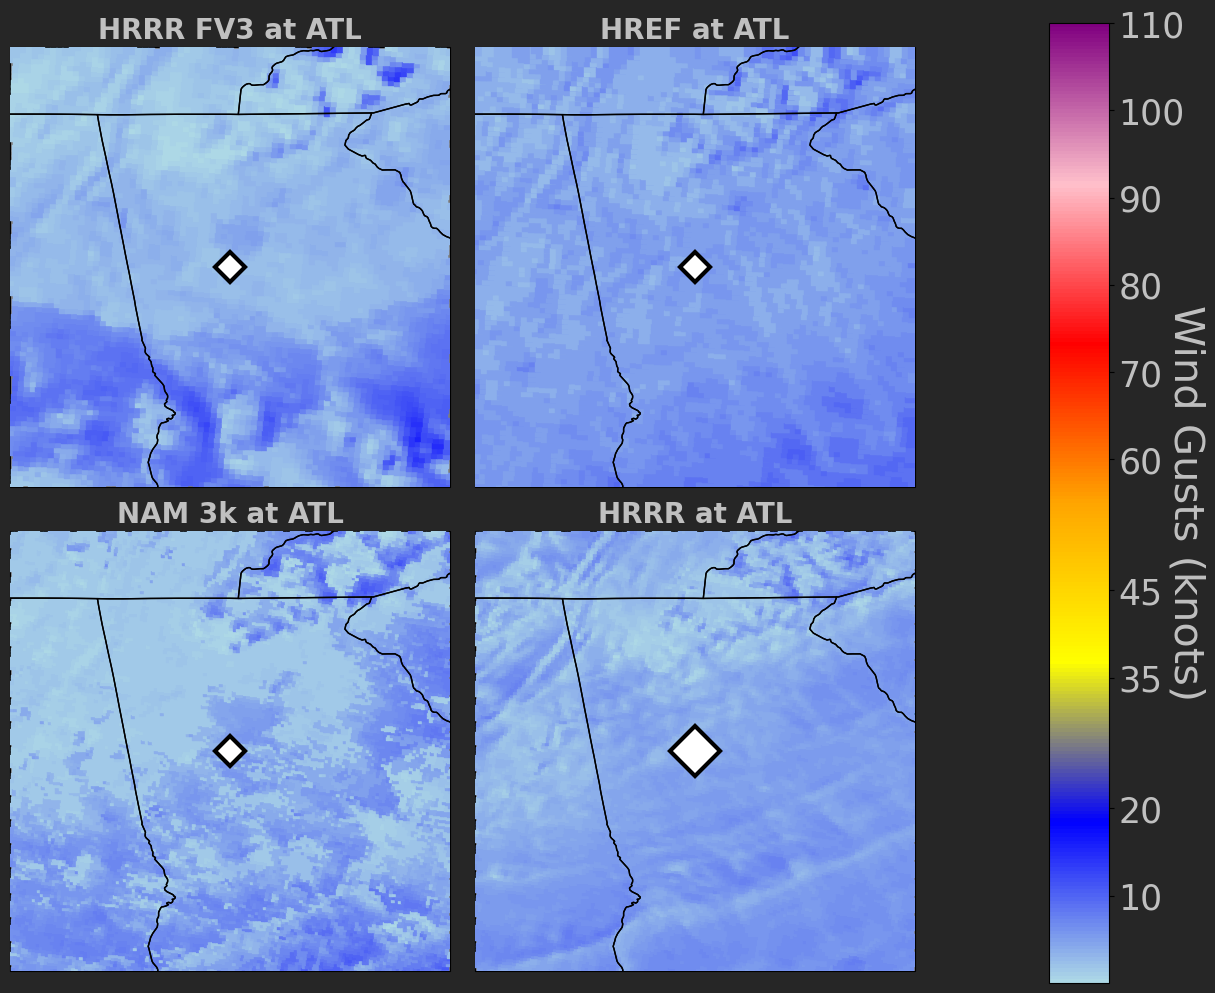 HRRR FV3 at ATL
HREF at ATL
NAM 3k at ATL
HRRR at ATL
110
100
90
80
70
60
45
35
20
10
Wind Gusts (knots)